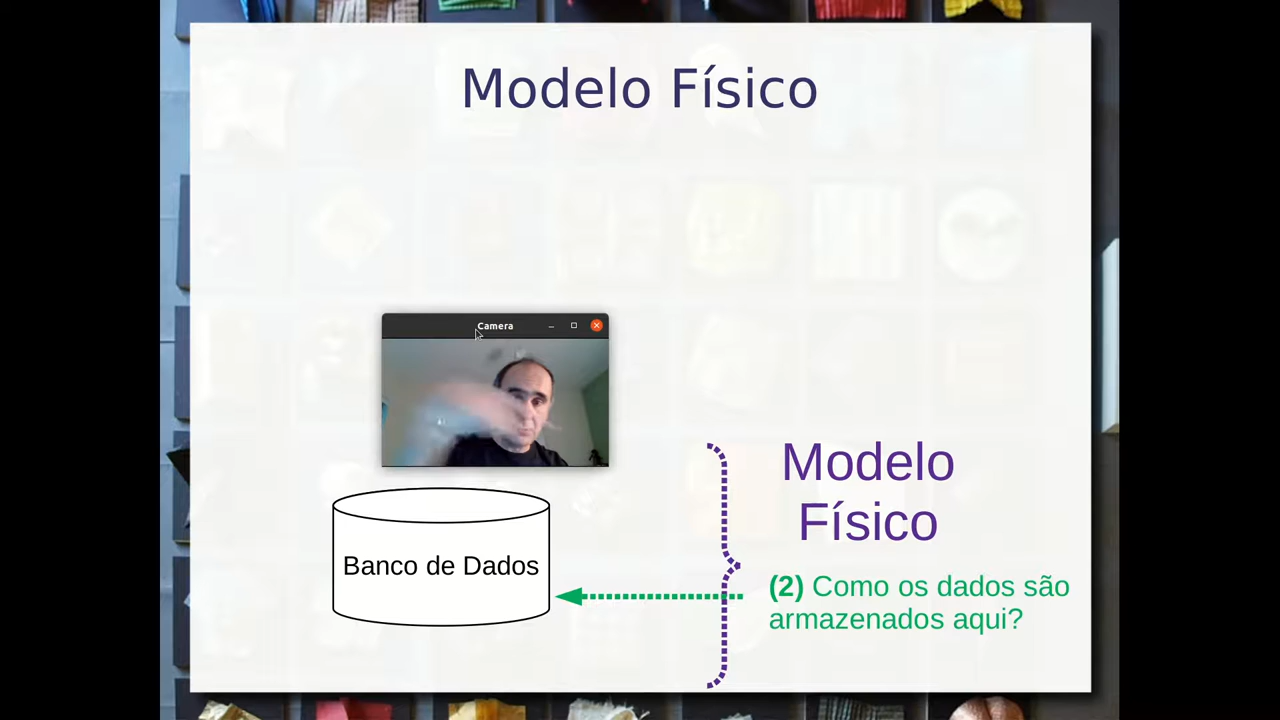 Modelo Físico
Camera
Modelo
Físico
Banco de Dados
(2) Como os dados são
armazenados aqui?